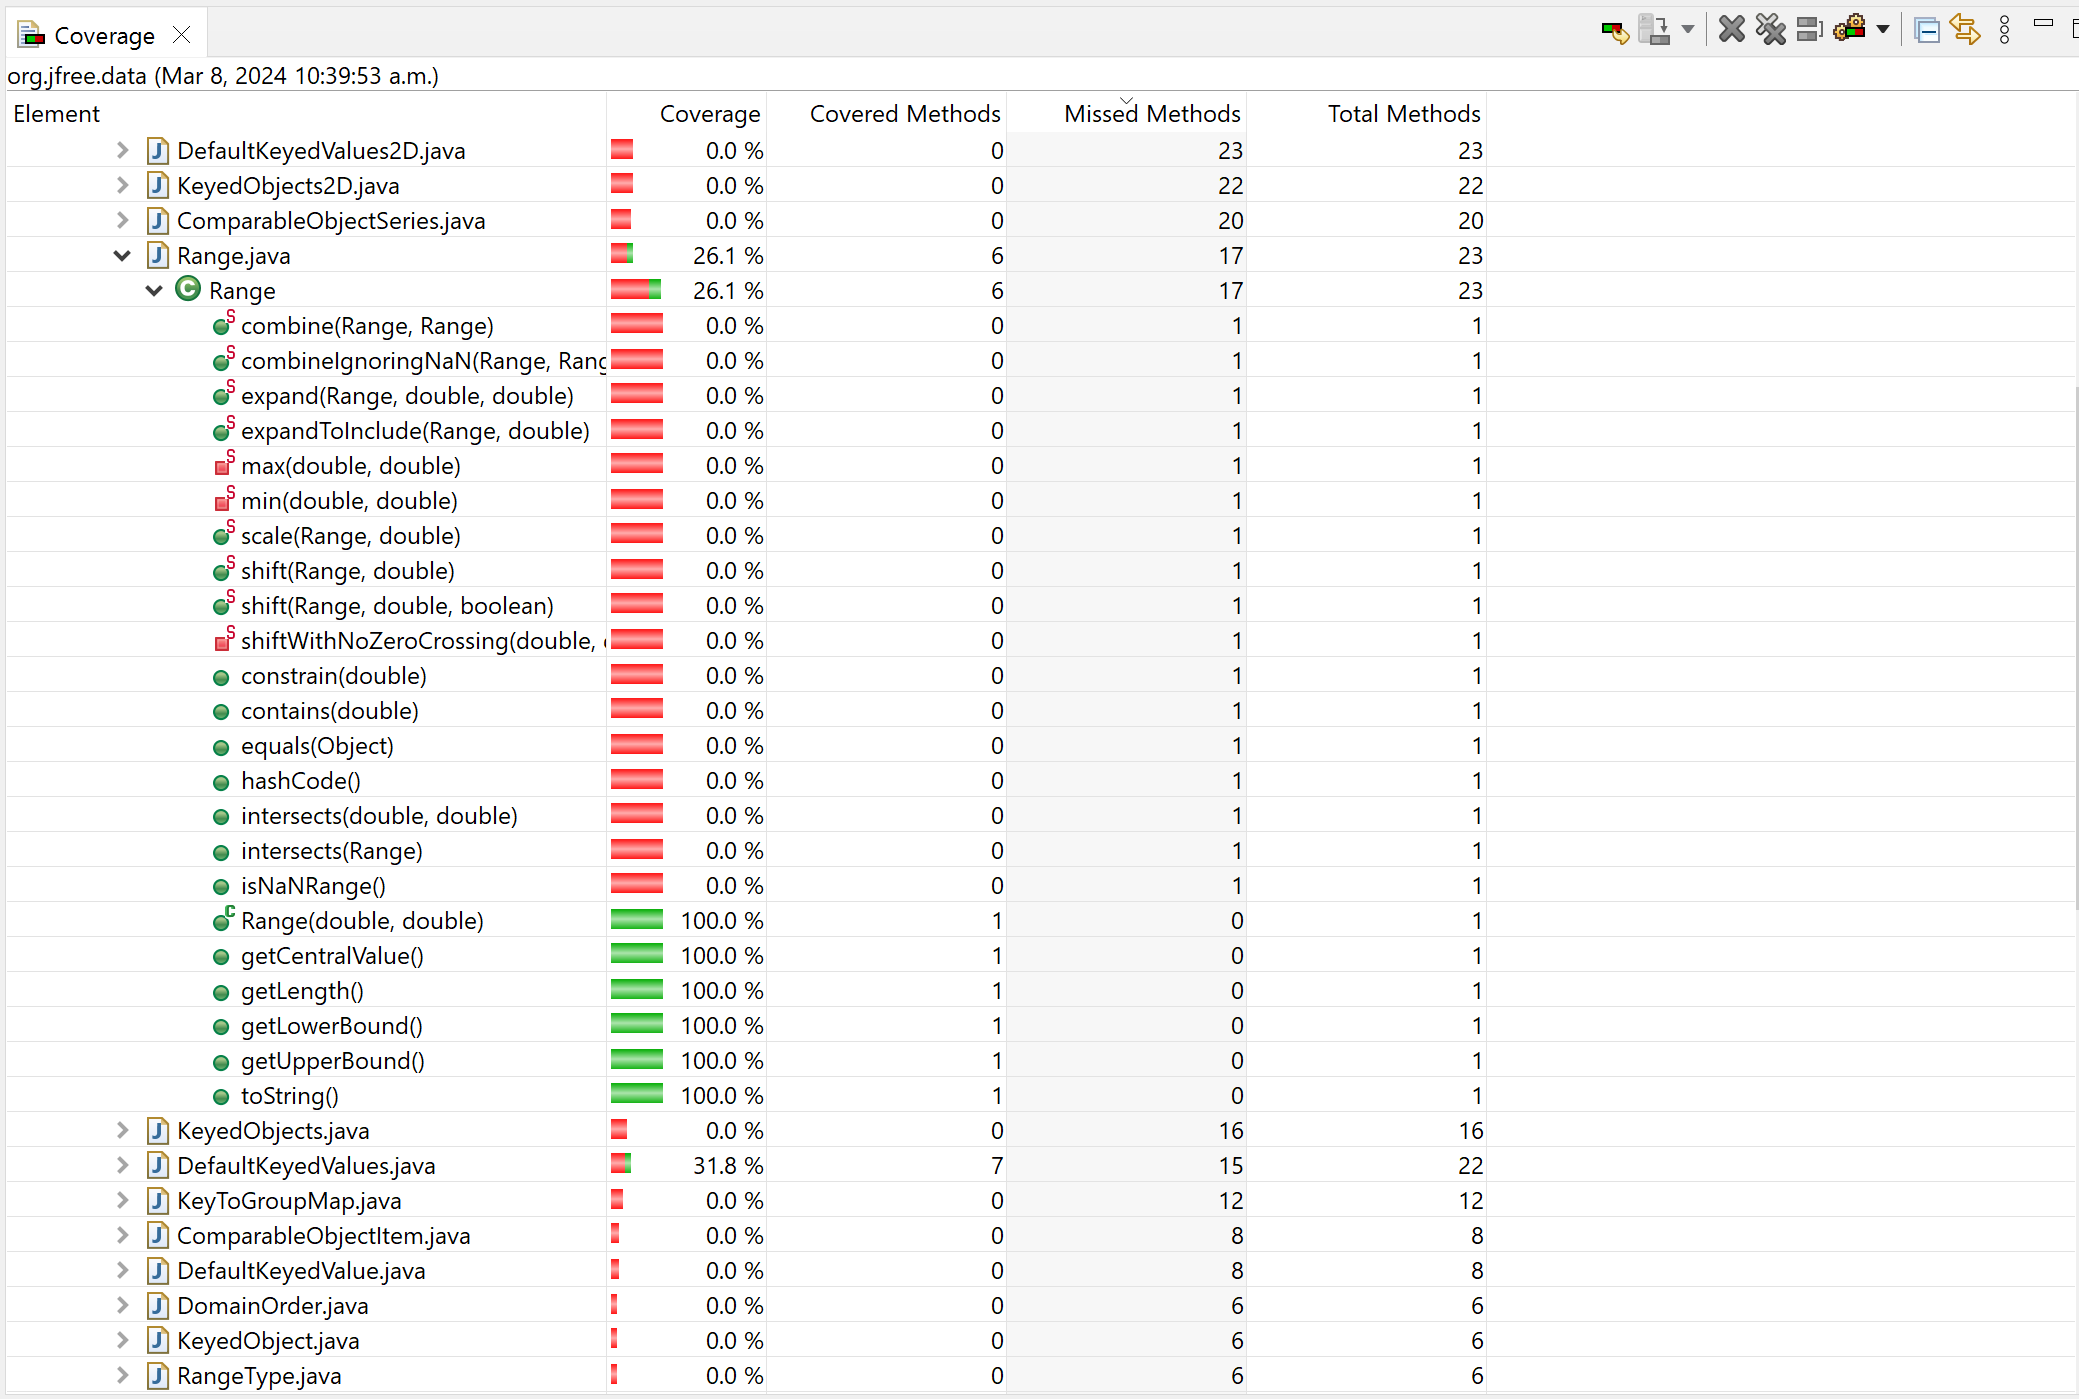 Coverage
org.jfree.data (Mar 8, 2024 10:39:53 a.m.)
Element Coverage Covered Methods Missed Methods Total Methods
DefaultKeyedValues2D.java 0.0 % 0 23 23
KeyedObjects2D.java 0.0 % 0 22 22
ComparableObjectSeries.java 0.0 % 0 20 20
Range.java 26.1 % 6 17 23
Range 26.1 % 6 17 23
combine(Range, Range) 0.0 % 0 1 1
combineIgnoringNaN(Range, Rang 0.0 % 0 1 1
expand(Range, double, double) 0.0 % 0 1 1
expandToInclude(Range, double) 0.0 % 0 1 1
max(double, double) 0.0 % 0 1 1
min(double, double) 0.0 % 0 1 1
scale(Range, double) 0.0 % 0 1 1
shift(Range, double) 0.0 % 0 1 1
shift(Range, double, boolean) 0.0 % 0 1 1
shiftWithNoZeroCrossing(double, 0.0 % 0 1 1
constrain(double) 0.0 % 0 1 1
contains(double) 0.0 % 0 1 1
equals(Object) 0.0 % 0 1 1
hashCode() 0.0 % 0 1 1
intersects(double, double) 0.0 % 0 1 1
intersects(Range) 0.0 % 0 1 1
isNaNRange() 0.0 % 0 1 1
Range(double, double) 100.0 % 1 0 1
getCentralValue() 100.0 % 1 0 1
getLength() 100.0 % 1 0 1
getLowerBound() 100.0 % 1 0 1
getUpperBound() 100.0 % 1 0 1
toString() 100.0 % 1 0 1
KeyedObjects.java 0.0 % 0 16 16
DefaultKeyedValues.java 31.8 % 7 15 22
KeyToGroupMap.java 0.0 % 0 12 12
ComparableObjectItem.java 0.0 % 0 8 8
DefaultKeyedValue.java 0.0 % 0 8 8
DomainOrder.java 0.0 % 0 6 6
KeyedObject.java 0.0 % 0 6 6
RangeType.java 0.0 % 0 6 6